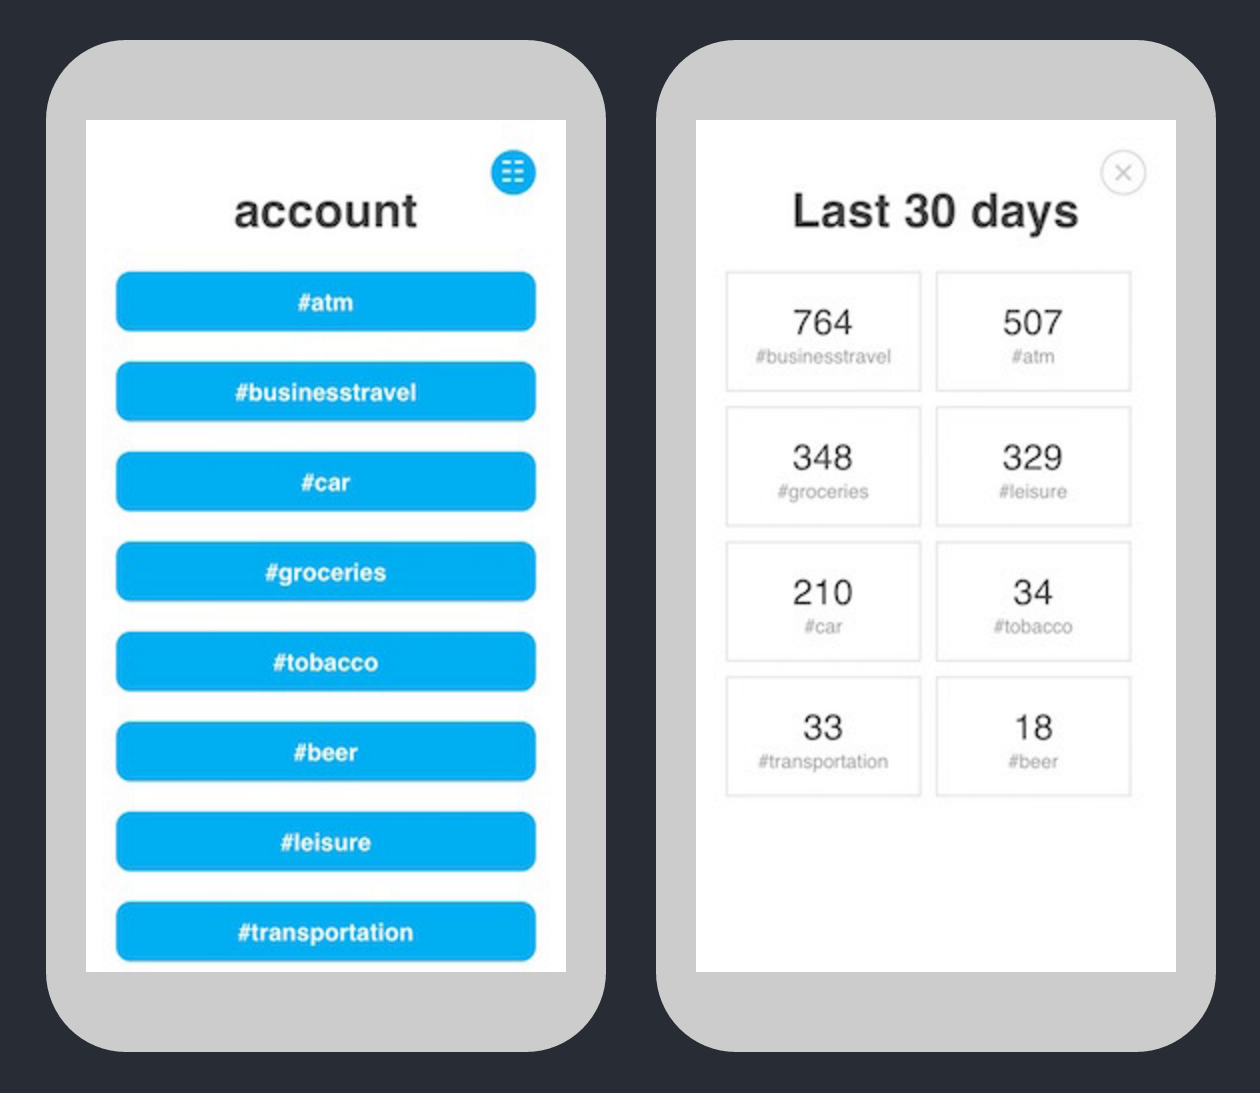 account
#atm
#businesstravel
#car
#groceries
#tobacco
#beer
#leisure
#transportation
Last 30 days
764
#businesstravel
507
#atm
348
#groceries
329
#leisure
210
#car
34
#tobacco
33
#transportation
18
#beer